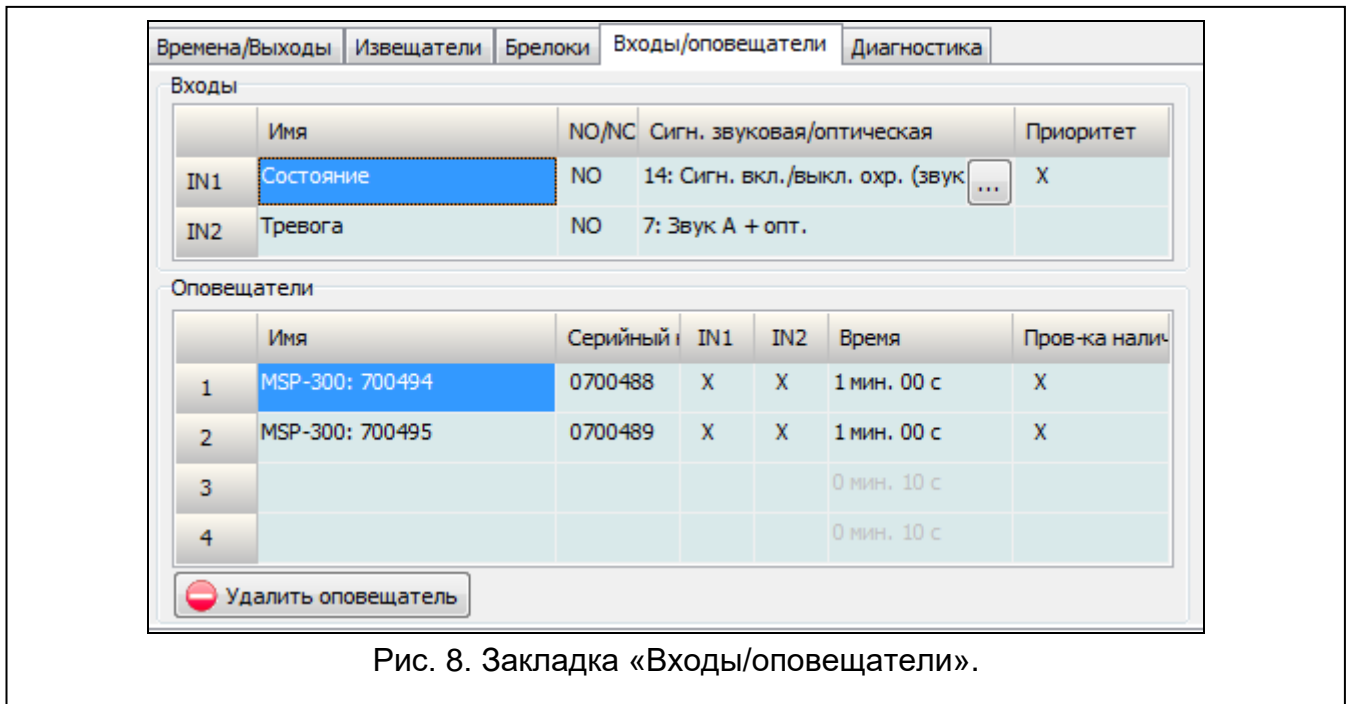 Времена/Выходы Извещатели Брелоки Входы/оповещатели Диагностика
Входы
Имя NO/NC Сигн. звуковая/оптическая Приоритет
IN1 Состояние NO 14: Сигн. вкл./выкл. охр. (звук ... X
IN2 Тревога NO 7: Звук A + опт.
Оповещатели
Имя Серийный IN1 IN2 Время Пров-ка налич
1 MSP-300: 700494 0700488 X X 1 мин. 00 с X
2 MSP-300: 700495 0700489 X X 1 мин. 00 с X
3 0 мин. 10 с
4 0 мин. 10 с
Удалить оповещатель
Рис. 8. Закладка «Входы/оповещатели».